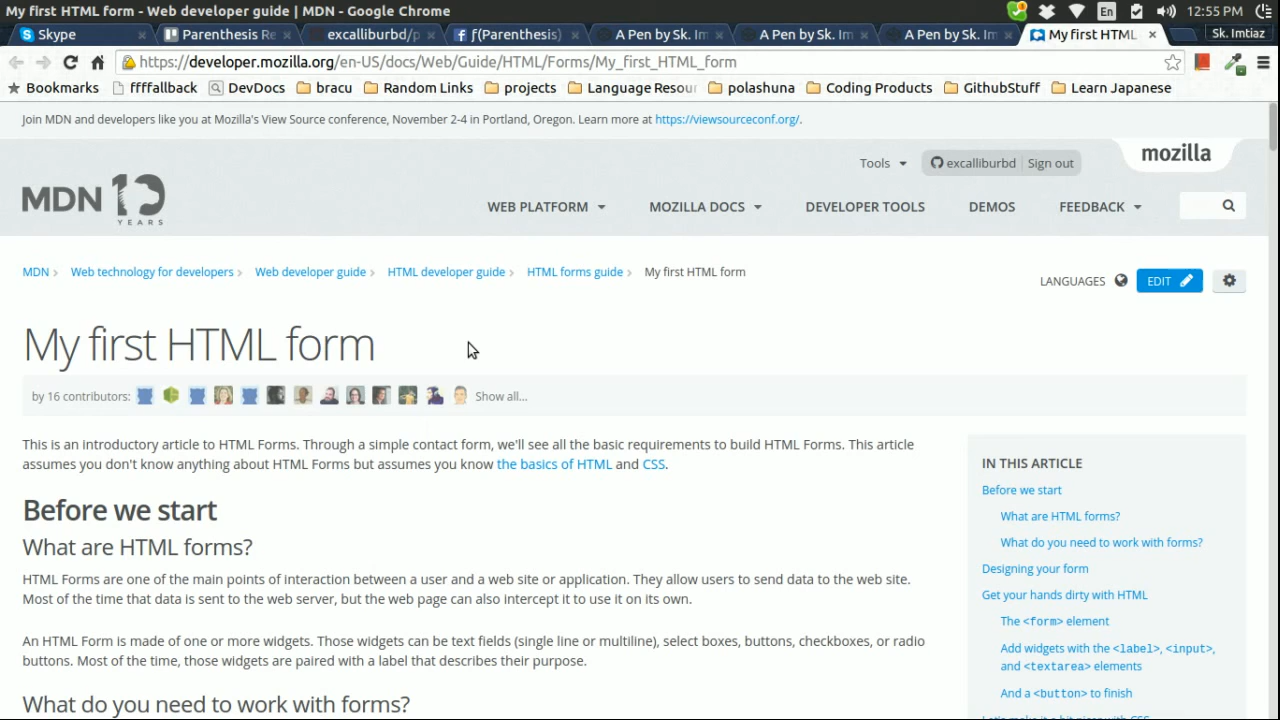 My first HTML form - Web developer guide | MDN - Google Chrome
En
12:55 PM
Skype
Parenthesis Re
excalliburbd/p
ƒ(Parenthesis)
A Pen by Sk. Im
A Pen by Sk. Im
A Pen by Sk. Im
My first HTML
Sk. Imtiaz
https://developer.mozilla.org/en-US/docs/Web/Guide/HTML/Forms/My_first_HTML_form
Bookmarks
ffffallback
DevDocs
bracu
Random Links
projects
Language Resou
polashuna
Coding Products
GithubStuff
Learn Japanese
Join MDN and developers like you at Mozilla's View Source conference, November 2-4 in Portland, Oregon. Learn more at https://viewsourceconf.org/.
mozilla
Tools
excalliburbd
Sign out
MDN 10
YEARS
WEB PLATFORM
MOZILLA DOCS
DEVELOPER TOOLS
DEMOS
FEEDBACK
MDN
Web technology for developers
Web developer guide
HTML developer guide
HTML forms guide
My first HTML form
LANGUAGES
EDIT
My first HTML form
by 16 contributors:
Show all...
This is an introductory article to HTML Forms. Through a simple contact form, we'll see all the basic requirements to build HTML Forms. This article
assumes you don't know anything about HTML Forms but assumes you know the basics of HTML and CSS.
Before we start
What are HTML forms?
HTML Forms are one of the main points of interaction between a user and a web site or application. They allow users to send data to the web site.
Most of the time that data is sent to the web server, but the web page can also intercept it to use it on its own.
An HTML Form is made of one or more widgets. Those widgets can be text fields (single line or multiline), select boxes, buttons, checkboxes, or radio
buttons. Most of the time, those widgets are paired with a label that describes their purpose.
What do you need to work with forms?
IN THIS ARTICLE
Before we start
What are HTML forms?
What do you need to work with forms?
Designing your form
Get your hands dirty with HTML
The <form> element
Add widgets with the <label>, <input>,
and <textarea> elements
And a <button> to finish